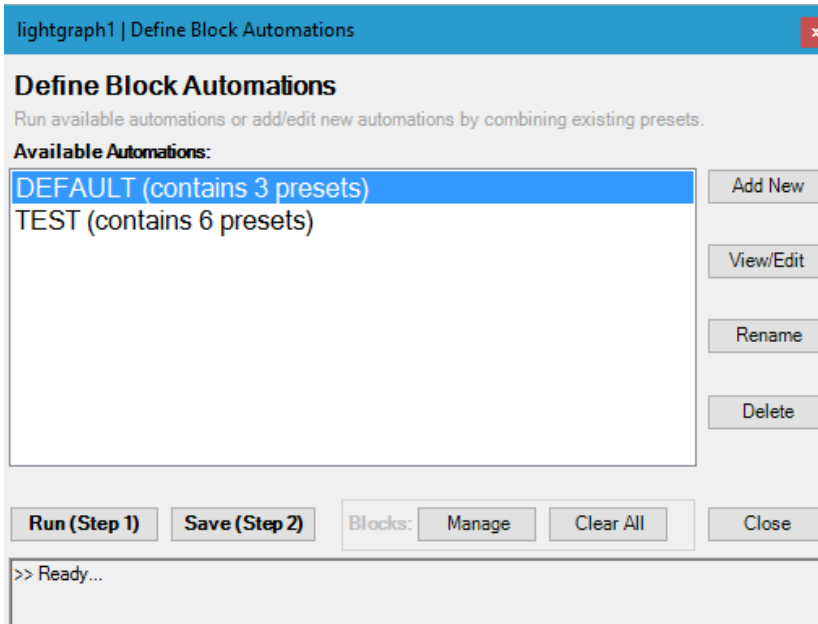 lightgraph1 | Define Block Automations
x
Define Block Automations
Run available automations or add/edit new automations by combining existing presets.
Available Automations:
DEFAULT (contains 3 presets)
TEST (contains 6 presets)
Add New
View/Edit
Rename
Delete
Run (Step 1) Save (Step 2) Blocks: Manage Clear All Close
>> Ready...